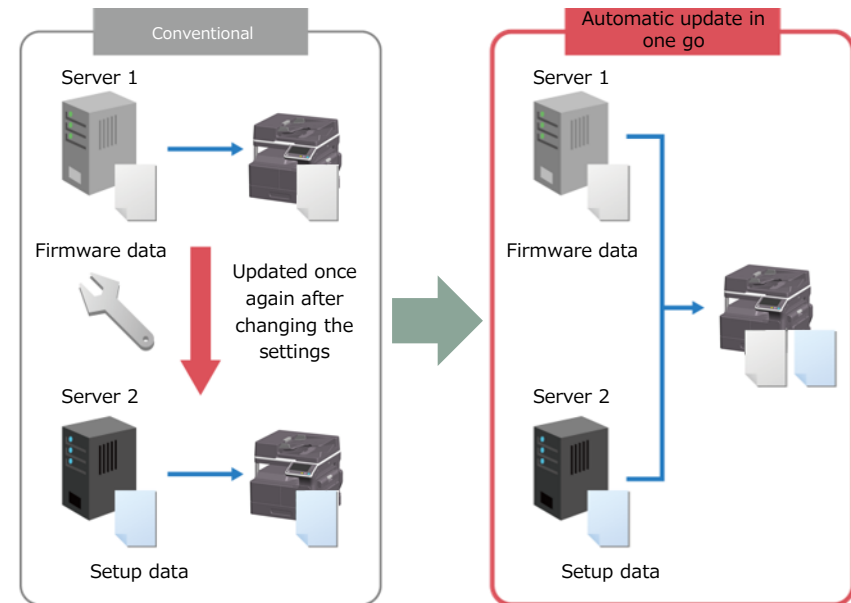 Conventional
Server 1
Firmware data
Updated once
again after
changing the
settings
Server 2
Setup data
Automatic update in
one go
Server 1
Firmware data
Server 2
Setup data